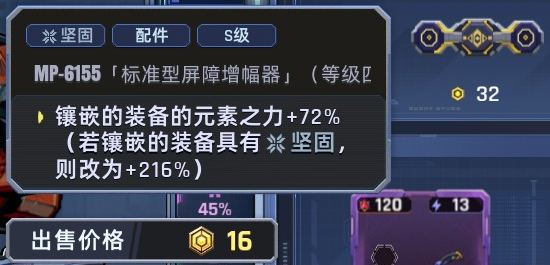 坚固 配件 S级
MP-6155「标准型屏障增幅器」（等级四
32
镶嵌的装备的元素之力+72%
（若镶嵌的装备具有坚固，
则改为+216%）
45%
120 13
出售价格 16